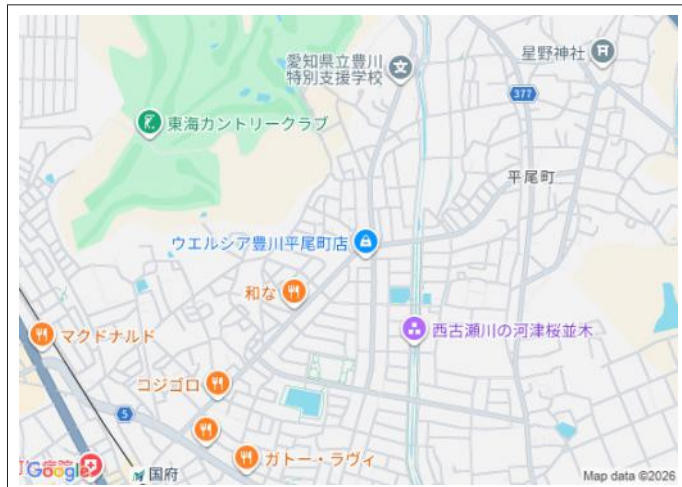 愛知県立豊川
特別支援学校
星野神社
377
東海カントリークラブ
平尾町
ウエルシア豊川平尾町店
和な
マクドナルド
西古瀬川の河津桜並木
コジゴロ
5
ガトー・ラヴィ
病院
Google
国府
Map data ©2026